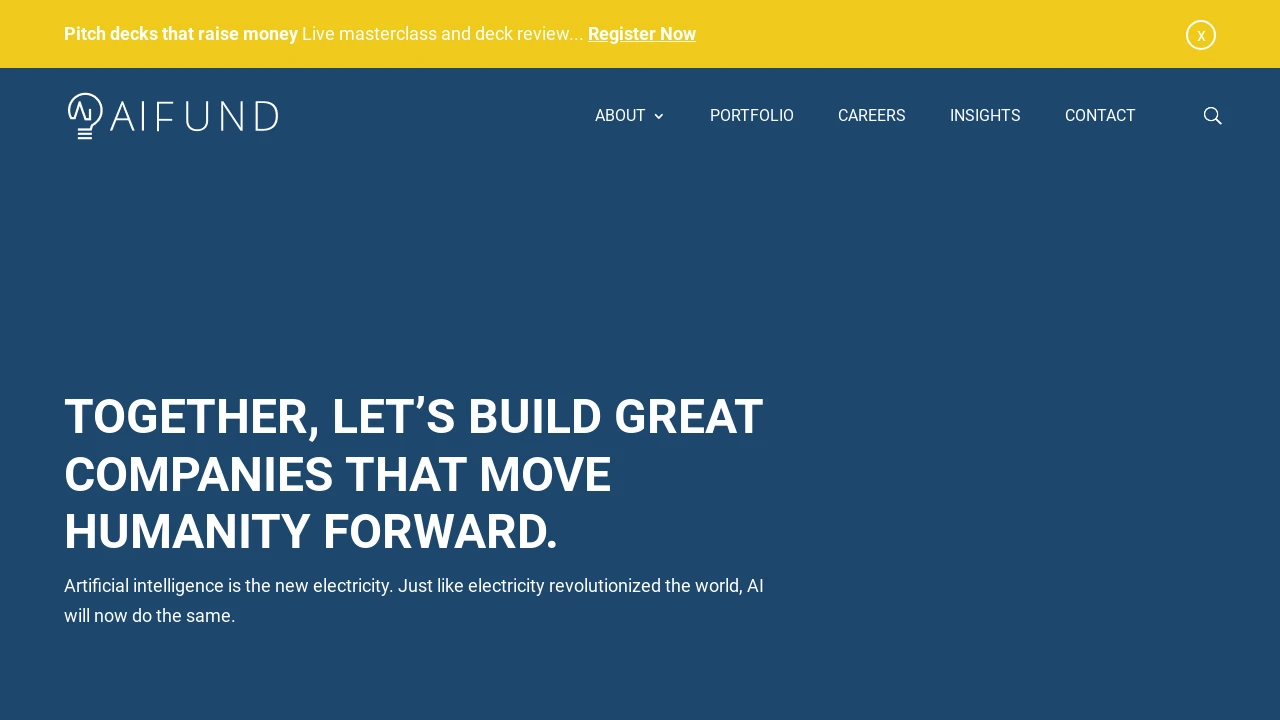 Pitch decks that raise money Live masterclass and deck review... Register Now
X
AIFUND
ABOUT
PORTFOLIO
CAREERS
INSIGHTS
CONTACT
TOGETHER, LET’S BUILD GREAT
COMPANIES THAT MOVE
HUMANITY FORWARD.
Artificial intelligence is the new electricity. Just like electricity revolutionized the world, AI
will now do the same.